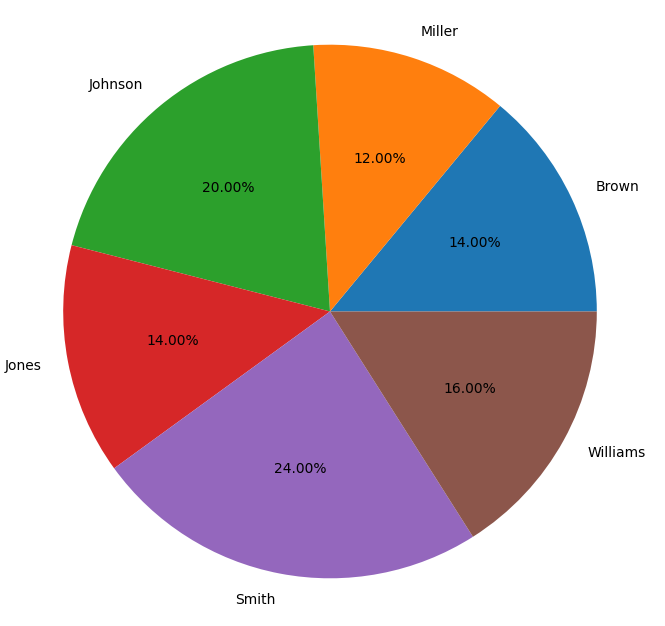 Miller
Johnson
12.00%
20.00%
Brown
14.00%
14.00%
Jones
16.00%
Williams
24.00%
Smith